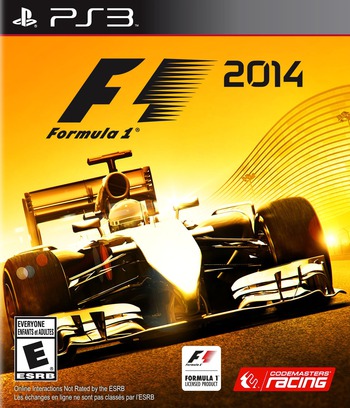 PS3
F1 2014
Formula 1®
EVERYONE
ENFANTS et ADULTES
E
ESRB
Online Interactions Not Rated by the ESRB
Les échanges en ligne ne sont pas classés par l'ESRB
F1
FORMULA 1
LICENSED PRODUCT
CODEMASTERS®
racing